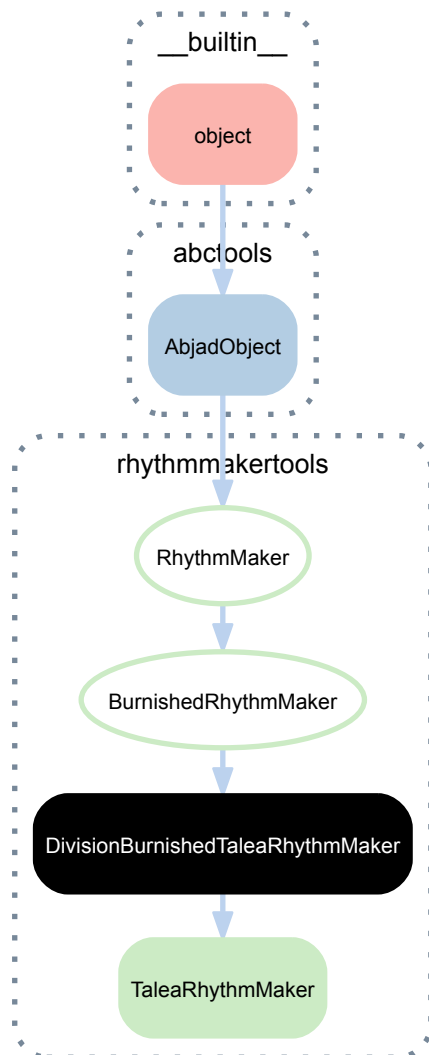 __builtin__
object
abctools
AbjadObject
rhythmmakertools
RhythmMaker
BurnishedRhythmMaker
DivisionBurnishedTaleaRhythmMaker
TaleaRhythmMaker